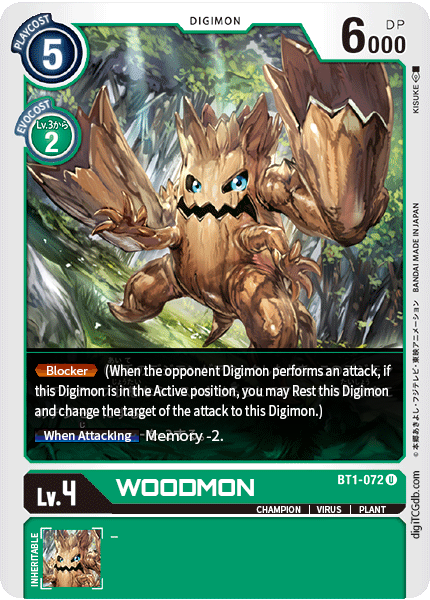 PLAYCOST
5
DIGIMON
DP
6000
EVOCOST
Lv.3から
2
KISUKE
BANDAI MADE IN JAPAN
© 本郷あきよし・フジテレビ・東映アニメーション
Blocker (When the opponent Digimon performs an attack, if
this Digimon is in the Active position, you may Rest this Digimon
and change the target of the attack to this Digimon.)
When Attacking Memory -2.
BT1-072 U
Lv.4 WOODMON
CHAMPION | VIRUS | PLANT
digiTCGdb.com
INHERITABLE
–